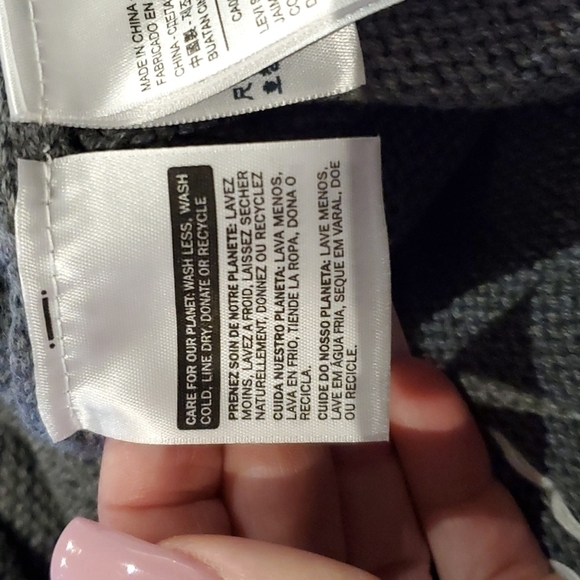 MADE IN CHINA
FABRICADO EN
BUATAN
CARE FOR OUR PLANET: WASH LESS, WASH
COLD, LINE DRY, DONATE OR RECYCLE
PRENEZ SOIN DE NOTRE PLANETE: LAVEZ
MOINS, LAVEZ A FROID, LAISSEZ SECHER
NATURELLEMENT, DONNEZ OU RECYCLEZ
CUIDA NUESTRO PLANETA: LAVA MENOS,
LAVA EN FRIO, TIENDE LA ROPA, DONA O
RECICLA.
CUIDE DO NOSSO PLANETA: LAVE MENOS,
LAVE EM ÁGUA FRIA, SEQUE EM VARAL, DOE
OU RECICLE.